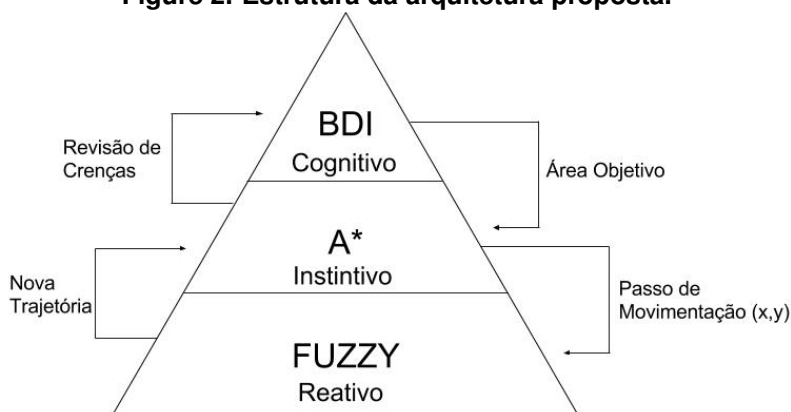 Figure 2: Estrutura da arquitetura proposta.
BDI
Cognitivo
Revisão de
Crenças
Área Objetivo
A*
Instintivo
Nova
Trajetória
Passo de
Movimentação (x,y)
FUZZY
Reativo